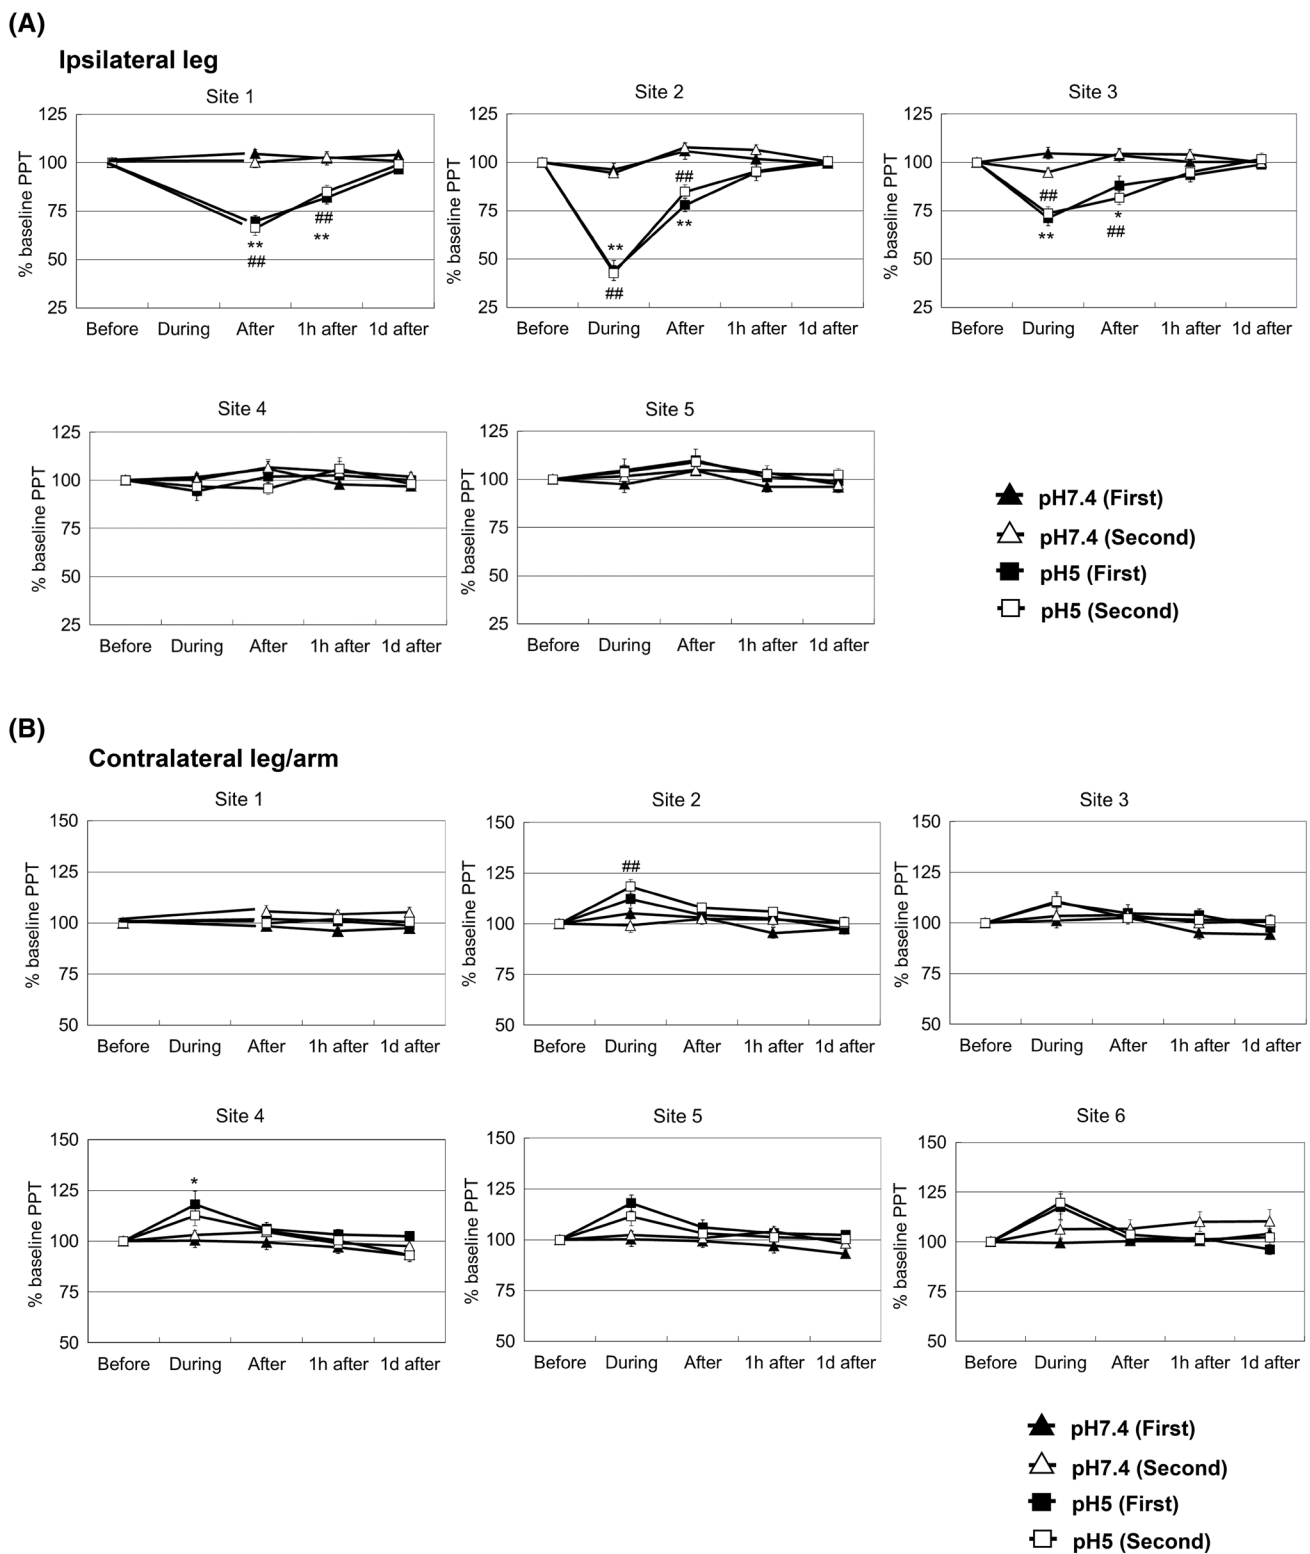 (A)
Ipsilateral leg
Site 1
Site 2
Site 3
% baseline PPT
125
100
75
50
25
** 
##
##
**
Before During After 1h after 1d after
% baseline PPT
125
100
75
50
25
**
##
##
**
Before During After 1h after 1d after
% baseline PPT
125
100
75
50
25
##
**
*
##
Before During After 1h after 1d after
Site 4
Site 5
% baseline PPT
125
100
75
50
25
Before During After 1h after 1d after
% baseline PPT
125
100
75
50
25
Before During After 1h after 1d after
pH7.4 (First)
pH7.4 (Second)
pH5 (First)
pH5 (Second)
(B)
Contralateral leg/arm
Site 1
Site 2
Site 3
% baseline PPT
150
125
100
75
50
Before During After 1h after 1d after
% baseline PPT
150
125
100
75
50
##
Before During After 1h after 1d after
% baseline PPT
150
125
100
75
50
Before During After 1h after 1d after
Site 4
Site 5
Site 6
% baseline PPT
150
125
100
75
50
*
Before During After 1h after 1d after
% baseline PPT
150
125
100
75
50
Before During After 1h after 1d after
% baseline PPT
150
125
100
75
50
Before During After 1h after 1d after
pH7.4 (First)
pH7.4 (Second)
pH5 (First)
pH5 (Second)